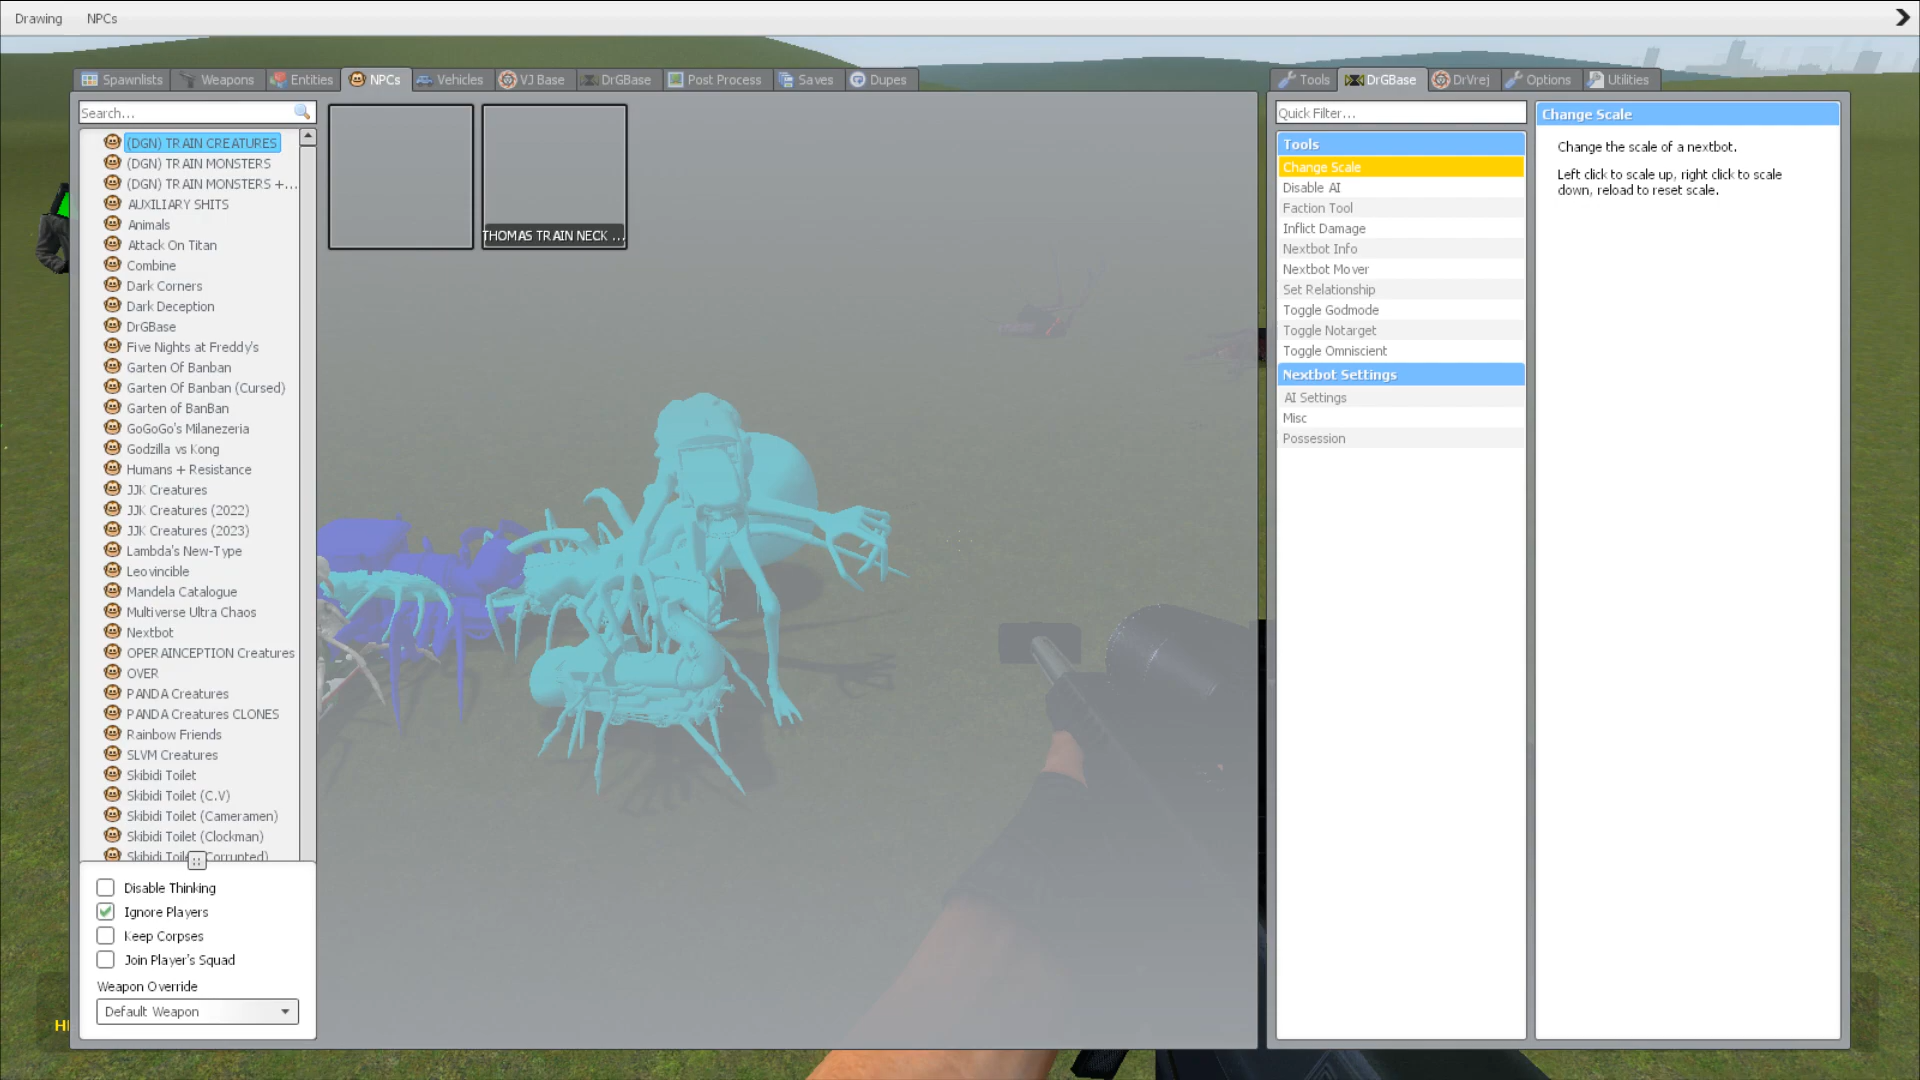 Drawing NPCs
Spawnlists Weapons Entities NPCs Vehicles VJ Base DrGBase Post Process Saves Dupes
Tools DrGBase DrVrej Options Utilities
Search...
(DGN) TRAIN CREATURES
(DGN) TRAIN MONSTERS
(DGN) TRAIN MONSTERS +...
AUXILIARY SHITS
Animals
Attack On Titan
Combine
Dark Corners
Dark Deception
DrGBase
Five Nights at Freddy's
Garten Of Banban
Garten Of Banban (Cursed)
Garten of BanBan
GoGoGo's Milanezeria
Godzilla vs Kong
Humans + Resistance
JJK Creatures
JJK Creatures (2022)
JJK Creatures (2023)
Lambda's New-Type
Leovincible
Mandela Catalogue
Multiverse Ultra Chaos
Nextbot
OPERAINCEPTION Creatures
OVER
PANDA Creatures
PANDA Creatures CLONES
Rainbow Friends
SLVM Creatures
Skibidi Toilet
Skibidi Toilet (C.V)
Skibidi Toilet (Cameramen)
Skibidi Toilet (Clockman)
Skibidi Toilet (Corrupted)
Disable Thinking
Ignore Players
Keep Corpses
Join Player's Squad
Weapon Override
Default Weapon
THOMAS TRAIN NECK ...
Quick Filter...
Tools
Change Scale
Disable AI
Faction Tool
Inflict Damage
Nextbot Info
Nextbot Mover
Set Relationship
Toggle Godmode
Toggle Notarget
Toggle Omniscient
Nextbot Settings
AI Settings
Misc
Possession
Change Scale
Change the scale of a nextbot.
Left click to scale up, right click to scale
down, reload to reset scale.